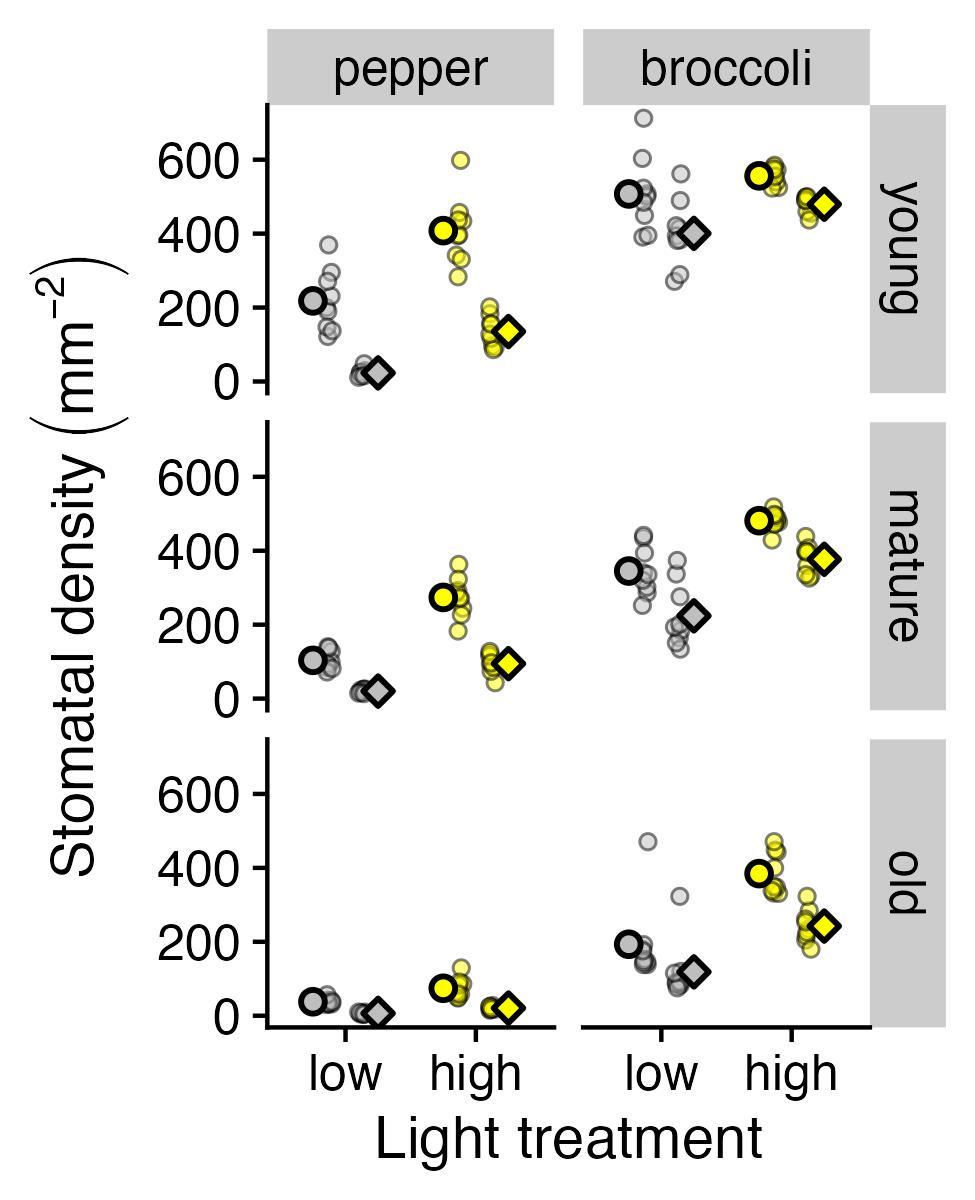 pepper
broccoli
Stomatal density (mm⁻²)
600
400
200
0
young
600
400
200
0
mature
600
400
200
0
old
low
high
low
high
Light treatment